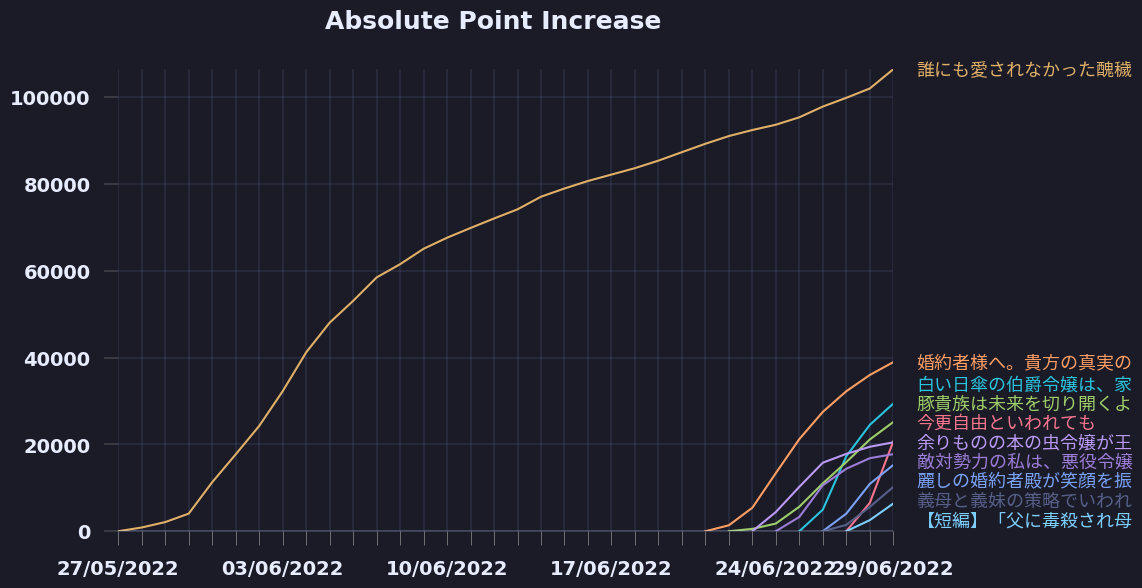 Absolute Point Increase
誰にも愛されなかった醜穢
100000
80000
60000
40000
20000
0
婚約者様へ。貴方の真実の
白い日傘の伯爵令嬢は、家
豚貴族は未来を切り開くよ
今更自由といわれても
余りものの本の虫令嬢が王
敵対勢力の私は、悪役令嬢
麗しの婚約者殿が笑顔を振
義母と義妹の策略でいわれ
【短編】「父に毒殺され母
27/05/2022
03/06/2022
10/06/2022
17/06/2022
24/06/2022
29/06/2022